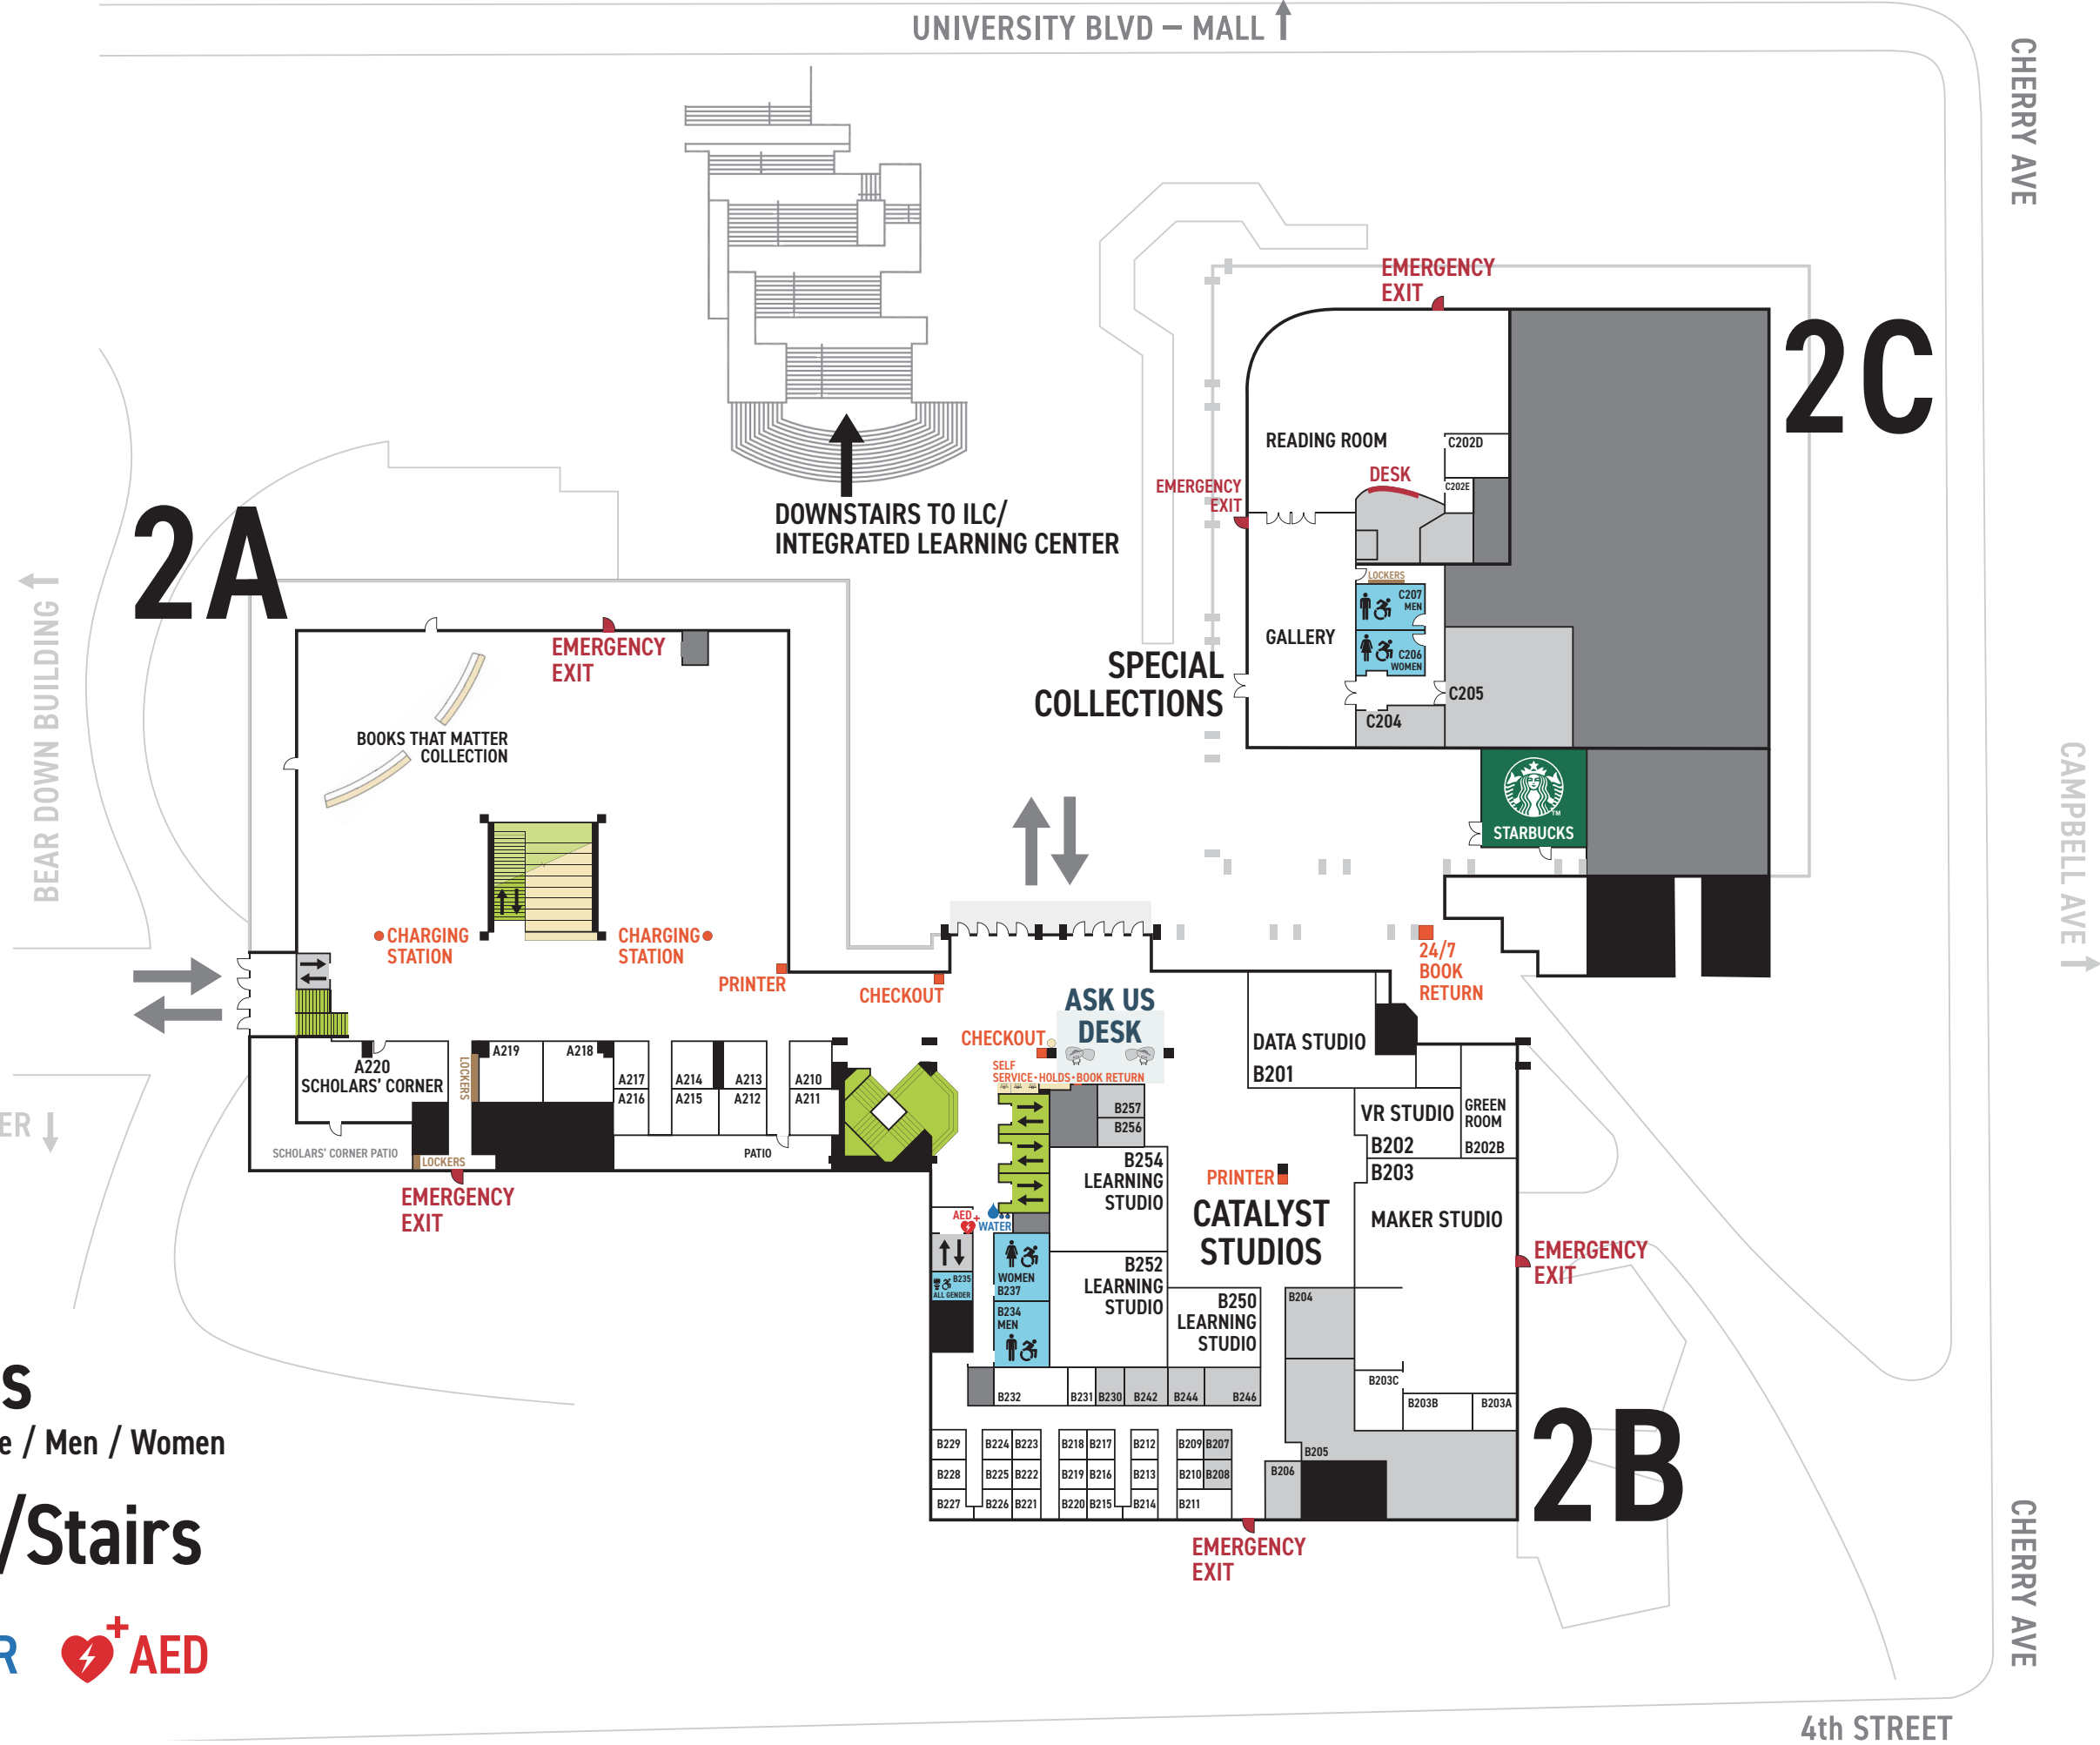 UNIVERSITY BLVD — MALL
CHERRY AVE
EMERGENCY
EXIT
2C
READING ROOM
C202D
DESK
C202E
EMERGENCY
EXIT
DOWNSTAIRS TO ILC/
INTEGRATED LEARNING CENTER
2A
LOCKERS
C207
MEN
GALLERY
C206
WOMEN
SPECIAL
COLLECTIONS
C205
C204
BEAR DOWN BUILDING
EMERGENCY
EXIT
BOOKS THAT MATTER
COLLECTION
STARBUCKS
TM
CAMPBELL AVE
CHARGING
STATION
CHARGING
STATION
PRINTER
CHECKOUT
24/7
BOOK
RETURN
ASK US
DESK
CHECKOUT
SELF
SERVICE • HOLDS • BOOK RETURN
DATA STUDIO
B201
A220
SCHOLARS' CORNER
LOCKERS
A219
A218
A217
A216
A214
A215
A213
A212
A210
A211
ER
SCHOLARS' CORNER PATIO
LOCKERS
PATIO
EMERGENCY
EXIT
B257
B256
VR STUDIO
B202
GREEN
ROOM
B202B
B254
LEARNING
STUDIO
PRINTER
B203
MAKER STUDIO
CATALYST
STUDIOS
AED
WATER
EMERGENCY
EXIT
B235
ALL GENDER
WOMEN
B237
B234
MEN
B252
LEARNING
STUDIO
B250
LEARNING
STUDIO
B204
B232
B231
B230
B242
B244
B246
B203C
B203B
B203A
2B
B229
B224
B223
B218
B217
B212
B209
B207
B205
B228
B225
B222
B219
B216
B213
B210
B208
B206
B227
B226
B221
B220
B215
B214
B211
EMERGENCY
EXIT
s
e / Men / Women
/Stairs
R
AED
CHERRY AVE
4th STREET